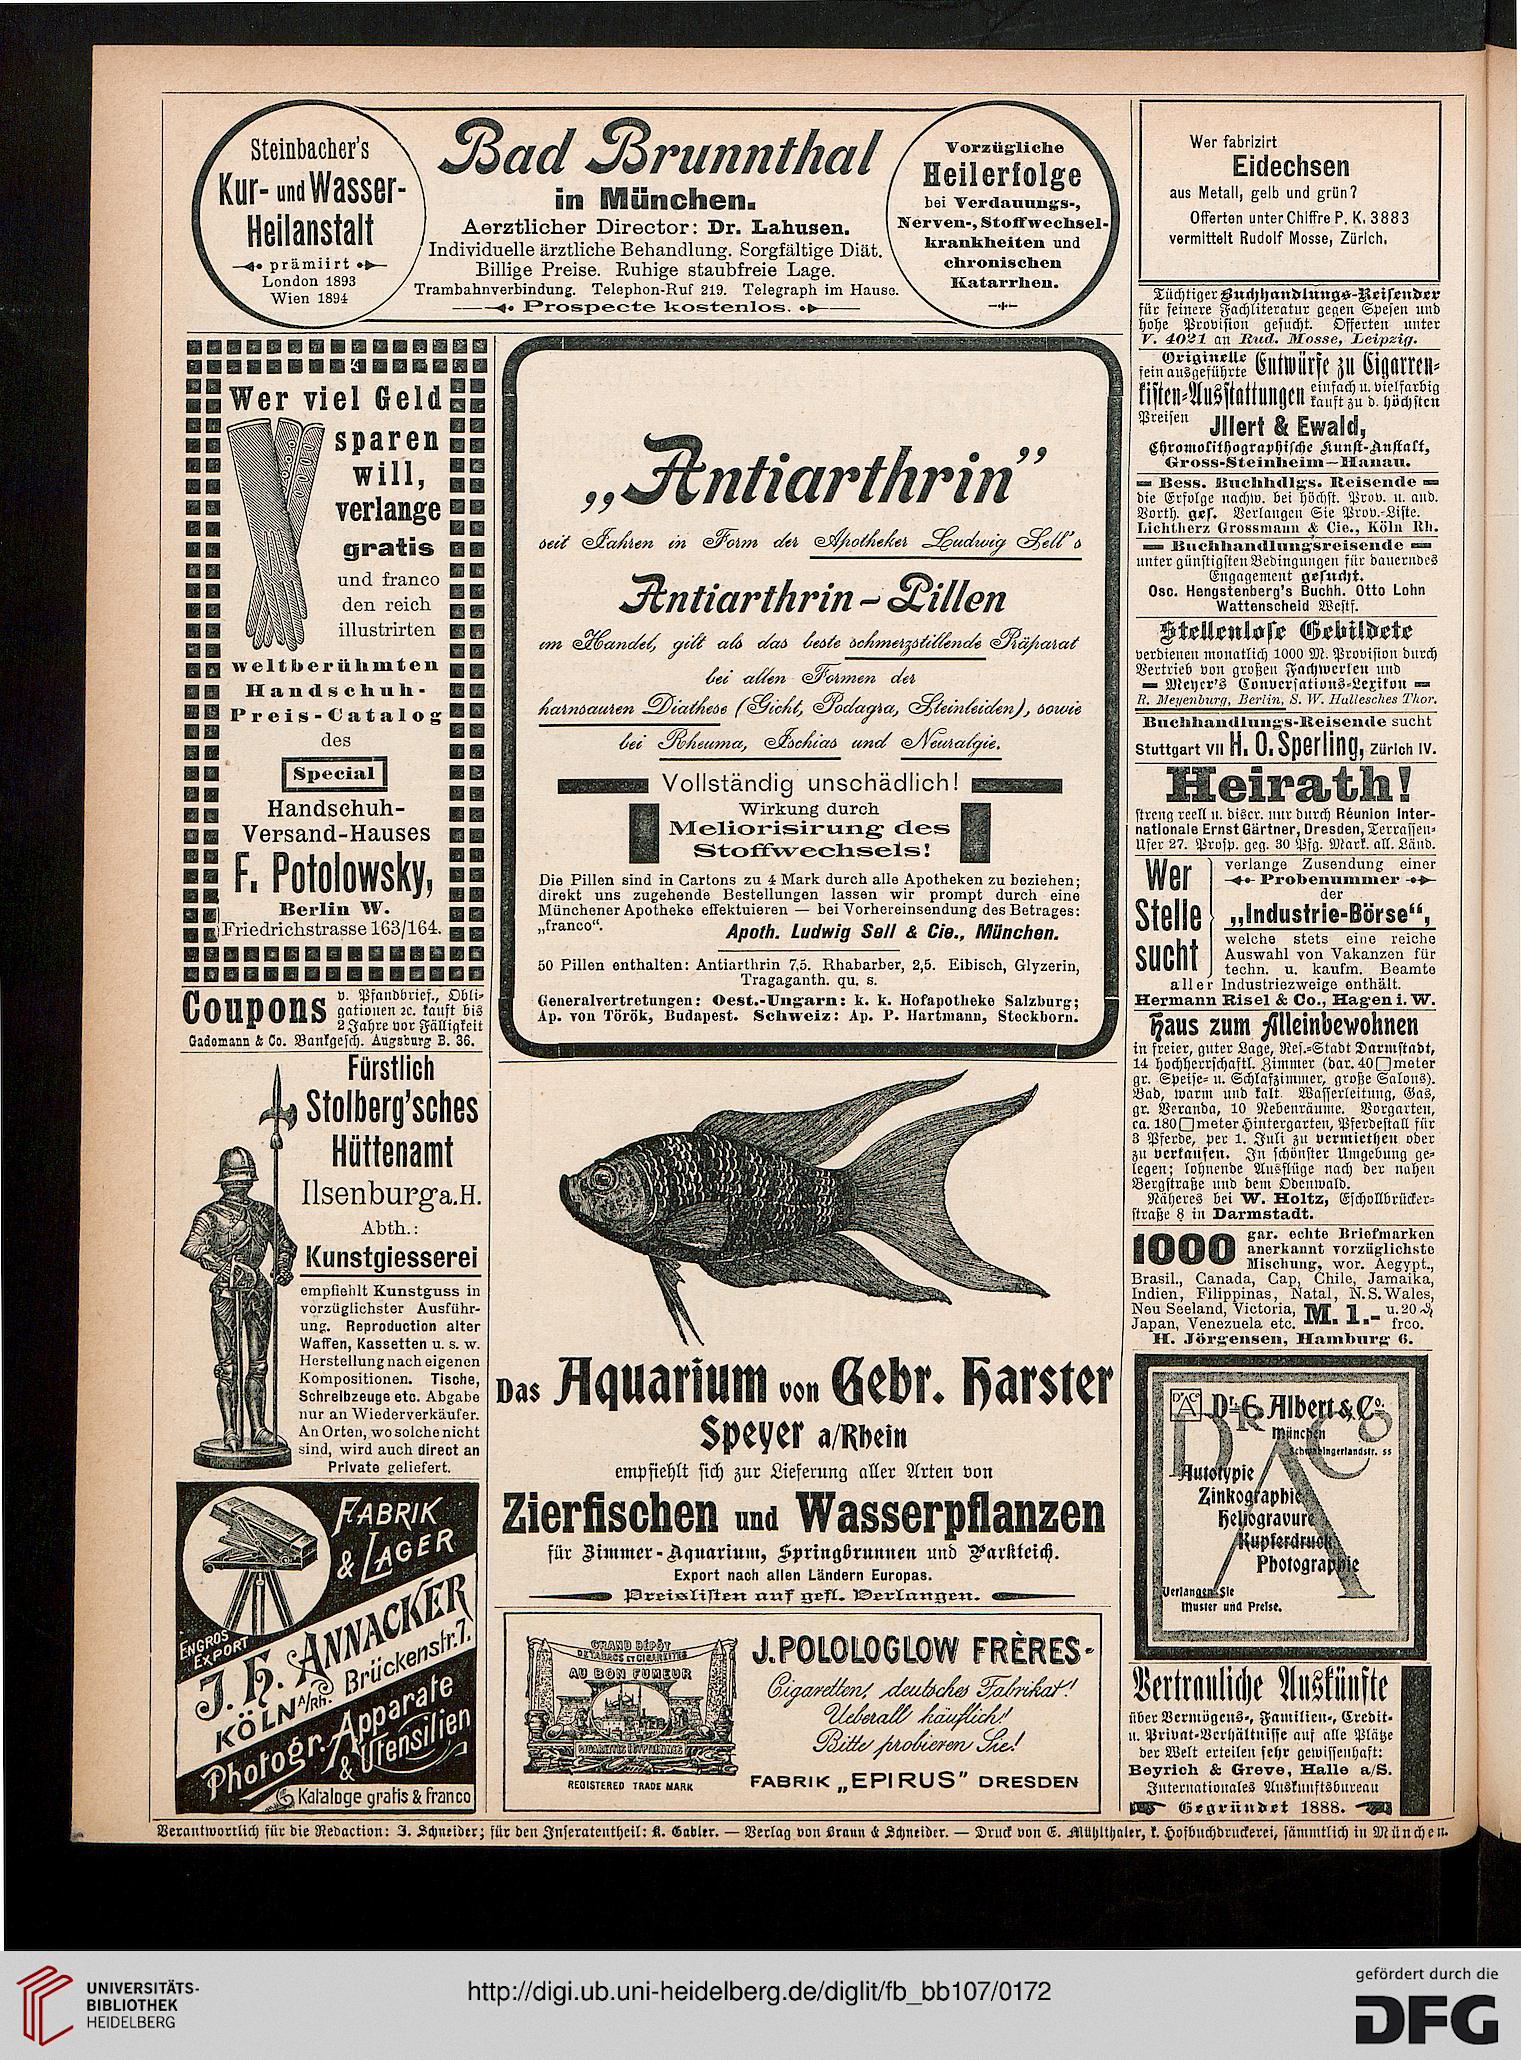 Steinbacher's
Kur- und Wasser-
Heilanstalt
prämiirt
London 1893
Wien 1894
Bad Brunnthal
in München.
Aerztlicher Director: Dr. Lahusen.
Individuelle ärztliche Behandlung. Sorgfältige Diät.
Billige Preise. Ruhige staubfreie Lage.
Trambahnverbindung. Telephon-Ruf 219. Telegraph im Hause.
Prospecte kostenlos.
Vorzügliche
Heilerfolge
bei Verdauungs-,
Nerven-, Stoffwechsel-
krankheiten und
chronischen
Katarrhen.
Wer viel Geld
sparen
will,
verlange
gratis
und franco
den reich
illustrirten
weltberühmten
Handschuh-
Preis-Catalog
des
Special
Handschuh-
Versand-Hauses
F. Potolowsky,
Berlin W.
Friedrichstrasse 163/164.
Coupons v. Pfandbrief., Obli-
gationen ꝛc. kauft bis
2 Jahre vor Fälligkeit
Gademann & Co. Bankgesch. Augsburg B. 36.
Fürstlich
Stolberg'sches
Hüttenamt
Ilsenburg a.H.
Abth.:
Kunstgiesserei
empfiehlt Kunstguss in
vorzüglichster Ausführ-
ung. Reproduction alter
Waffen, Kassetten u. s. w.
Herstellung nach eigenen
Kompositionen. Tische,
Schreibzeuge etc. Abgabe
nur an Wiederverkäufer.
An Orten, wo solche nicht
sind, wird auch direct an
Private geliefert.
FABRIK
& LAGER
ENGROS
EXPORT
J. H. ANNACKER
KÖLN A/Rh. Brückenstr. 7.
Photogr. Apparate
& Utensilien
Kataloge gratis & franco
„Antiarthrin"
seit Jahren in Form der Apotheker Ludwig Sell's
Antiarthrin-Pillen
im Handel, gilt als das beste schmerzstillende Präparat
bei allen Formen der
harnsauren Diathese (Gicht, Podagra, Steinleiden), sowie
bei Rheuma, Ischias und Neuralgie.
Vollständig unschädlich!
Wirkung durch
Meliorisirung des
Stoffwechsels!
Die Pillen sind in Cartons zu 4 Mark durch alle Apotheken zu beziehen;
direkt uns zugehende Bestellungen lassen wir prompt durch eine
Münchener Apotheke effektuieren — bei Vorhereinsendung des Betrages:
„franco“.
Apoth. Ludwig Sell & Cie., München.
50 Pillen enthalten: Antiarthrin 7,5. Rhabarber, 2,5. Eibisch, Glyzerin,
Tragaganth. qu. s.
Generalvertretungen: Oest.-Ungarn: k. k. Hofapotheke Salzburg;
Ap. von Török, Budapest. Schweiz: Ap. P. Hartmann, Steckborn.
Das Aquarium von Gebr. Harster
Speyer a/Rhein
empfiehlt sich zur Lieferung aller Arten von
Zierfischen und Wasserpflanzen
für Zimmer-Aquarium, Springbrunnen und Parkteich.
Export nach allen Ländern Europas.
Preislisten auf gefl. Verlangen.
GRAND DÉPÔT
DE TABACS ET CIGARETTES
AU BON FUMEUR
REGISTERED TRADE MARK
J. POLOLOGLOW FRÈRES-
Cigaretten, deutsches Fabrikat!
Ueberall käuflich!
Bitte probieren Sie!
FABRIK „EPIRUS" DRESDEN
Wer fabrizirt
Eidechsen
aus Metall, gelb und grün?
Offerten unter Chiffre P. K. 3883
vermittelt Rudolf Mosse, Zürich.
Tüchtiger Buchhandlungs-Reisender
für feinere Fachliteratur gegen Spesen und
hohe Provision gesucht. Offerten unter
V. 4021 an Rud. Mosse, Leipzig.
Originelle
fein ausgeführte Entwürfe zu Cigarren-
kisten-Ausstattungen einfach u. vielfarbig
kauft zu d. höchsten
Preisen Jllert & Ewald,
Chromolithographische Kunst-Anstalt,
Gross-Steinheim—Hanau.
Bess. Buchhdlgs. Reisende
die Erfolge nachw. bei höchst. Prov. u. and.
Vorth. ges. Verlangen Sie Prov.-Liste.
Lichtherz Grossmann & Cie., Köln Rh.
Buchhandlungsreisende
unter günstigsten Bedingungen für dauerndes
Engagement gesucht.
Osc. Hengstenberg's Buchh. Otto Lohn
Wattenscheid Westf.
Stellenlose Gebildete
verdienen monatlich 1000 M. Provision durch
Vertrieb von großen Fachwerken und
Meyer's Conversations-Lexikon
R. Meyenburg, Berlin, S. W. Hallesches Thor.
Buchhandlungs-Reisende sucht
Stuttgart VII H. O. Sperling, Zürich IV.
Heirath!
streng reell u. discr. nur durch Réunion Inter-
nationale Ernst Gärtner, Dresden, Terrassen-
Ufer 27. Prosp. geg. 30 Pfg. Mark. all. Länd.
Wer
Stelle
sucht
verlange Zusendung einer
Probenummer
der
„Industrie-Börse“,
welche stets eine reiche
Auswahl von Vakanzen für
techn. u. kaufm. Beamte
aller Industriezweige enthält.
Hermann Risel & Co., Hagen i. W.
Haus zum Alleinbewohnen
in freier, guter Lage, Res.-Stadt Darmstadt,
14 hochherrschaftl. Zimmer (dar. 40 □meter
gr. Speise- u. Schlafzimmer, große Salons).
Bad, warm und kalt Wasserleitung, Gas,
gr. Veranda, 10 Nebenräume. Vorgarten,
ca. 180 □meter Hintergarten, Pferdestall für
3 Pferde, per 1. Juli zu vermiethen oder
zu verkaufen. In schönster Umgebung ge-
legen; lohnende Ausflüge nach der nahen
Bergstraße und dem Odenwald.
Näheres bei W. Holtz, Eschollbrücker-
straße 8 in Darmstadt.
1000 gar. echte Briefmarken
anerkannt vorzüglichste
Mischung, wor. Aegypt.,
Brasil., Canada, Cap, Chile, Jamaika,
Indien, Filippinas, Natal, N.S.Wales,
Neu Seeland, Victoria,
Japan, Venezuela etc. M. 1.– u. 20 ₰
frco.
H. Jörgensen, Hamburg 6.
Dr. E. Albert & Co.
München
Schwabingerlandstr. 55
Autotypie
Zinkographie
Heliogravure
Kupferdruck
Photographie
Verlangen Sie
Muster und Preise.
Vertrauliche Auskünfte
über Vermögens-, Familien-, Credit-
u. Privat-Verhältnisse auf alle Plätze
der Welt erteilen sehr gewissenhaft:
Beyrich & Greve, Halle a/S.
Internationales Auskunftsbureau
Gegründet 1888.
Verantwortlich für die Redaction: J. Schneider; für den Inseratentheil: K. Gabler. — Verlag von Braun & Schneider. — Druck von E. Mühlthaler, k. Hofbuchdruckerei, sämmtlich in München.
UNIVERSITÄTS-
BIBLIOTHEK
HEIDELBERG
http://digi.ub.uni-heidelberg.de/diglit/fb_bb107/0172
gefördert durch die
DFG